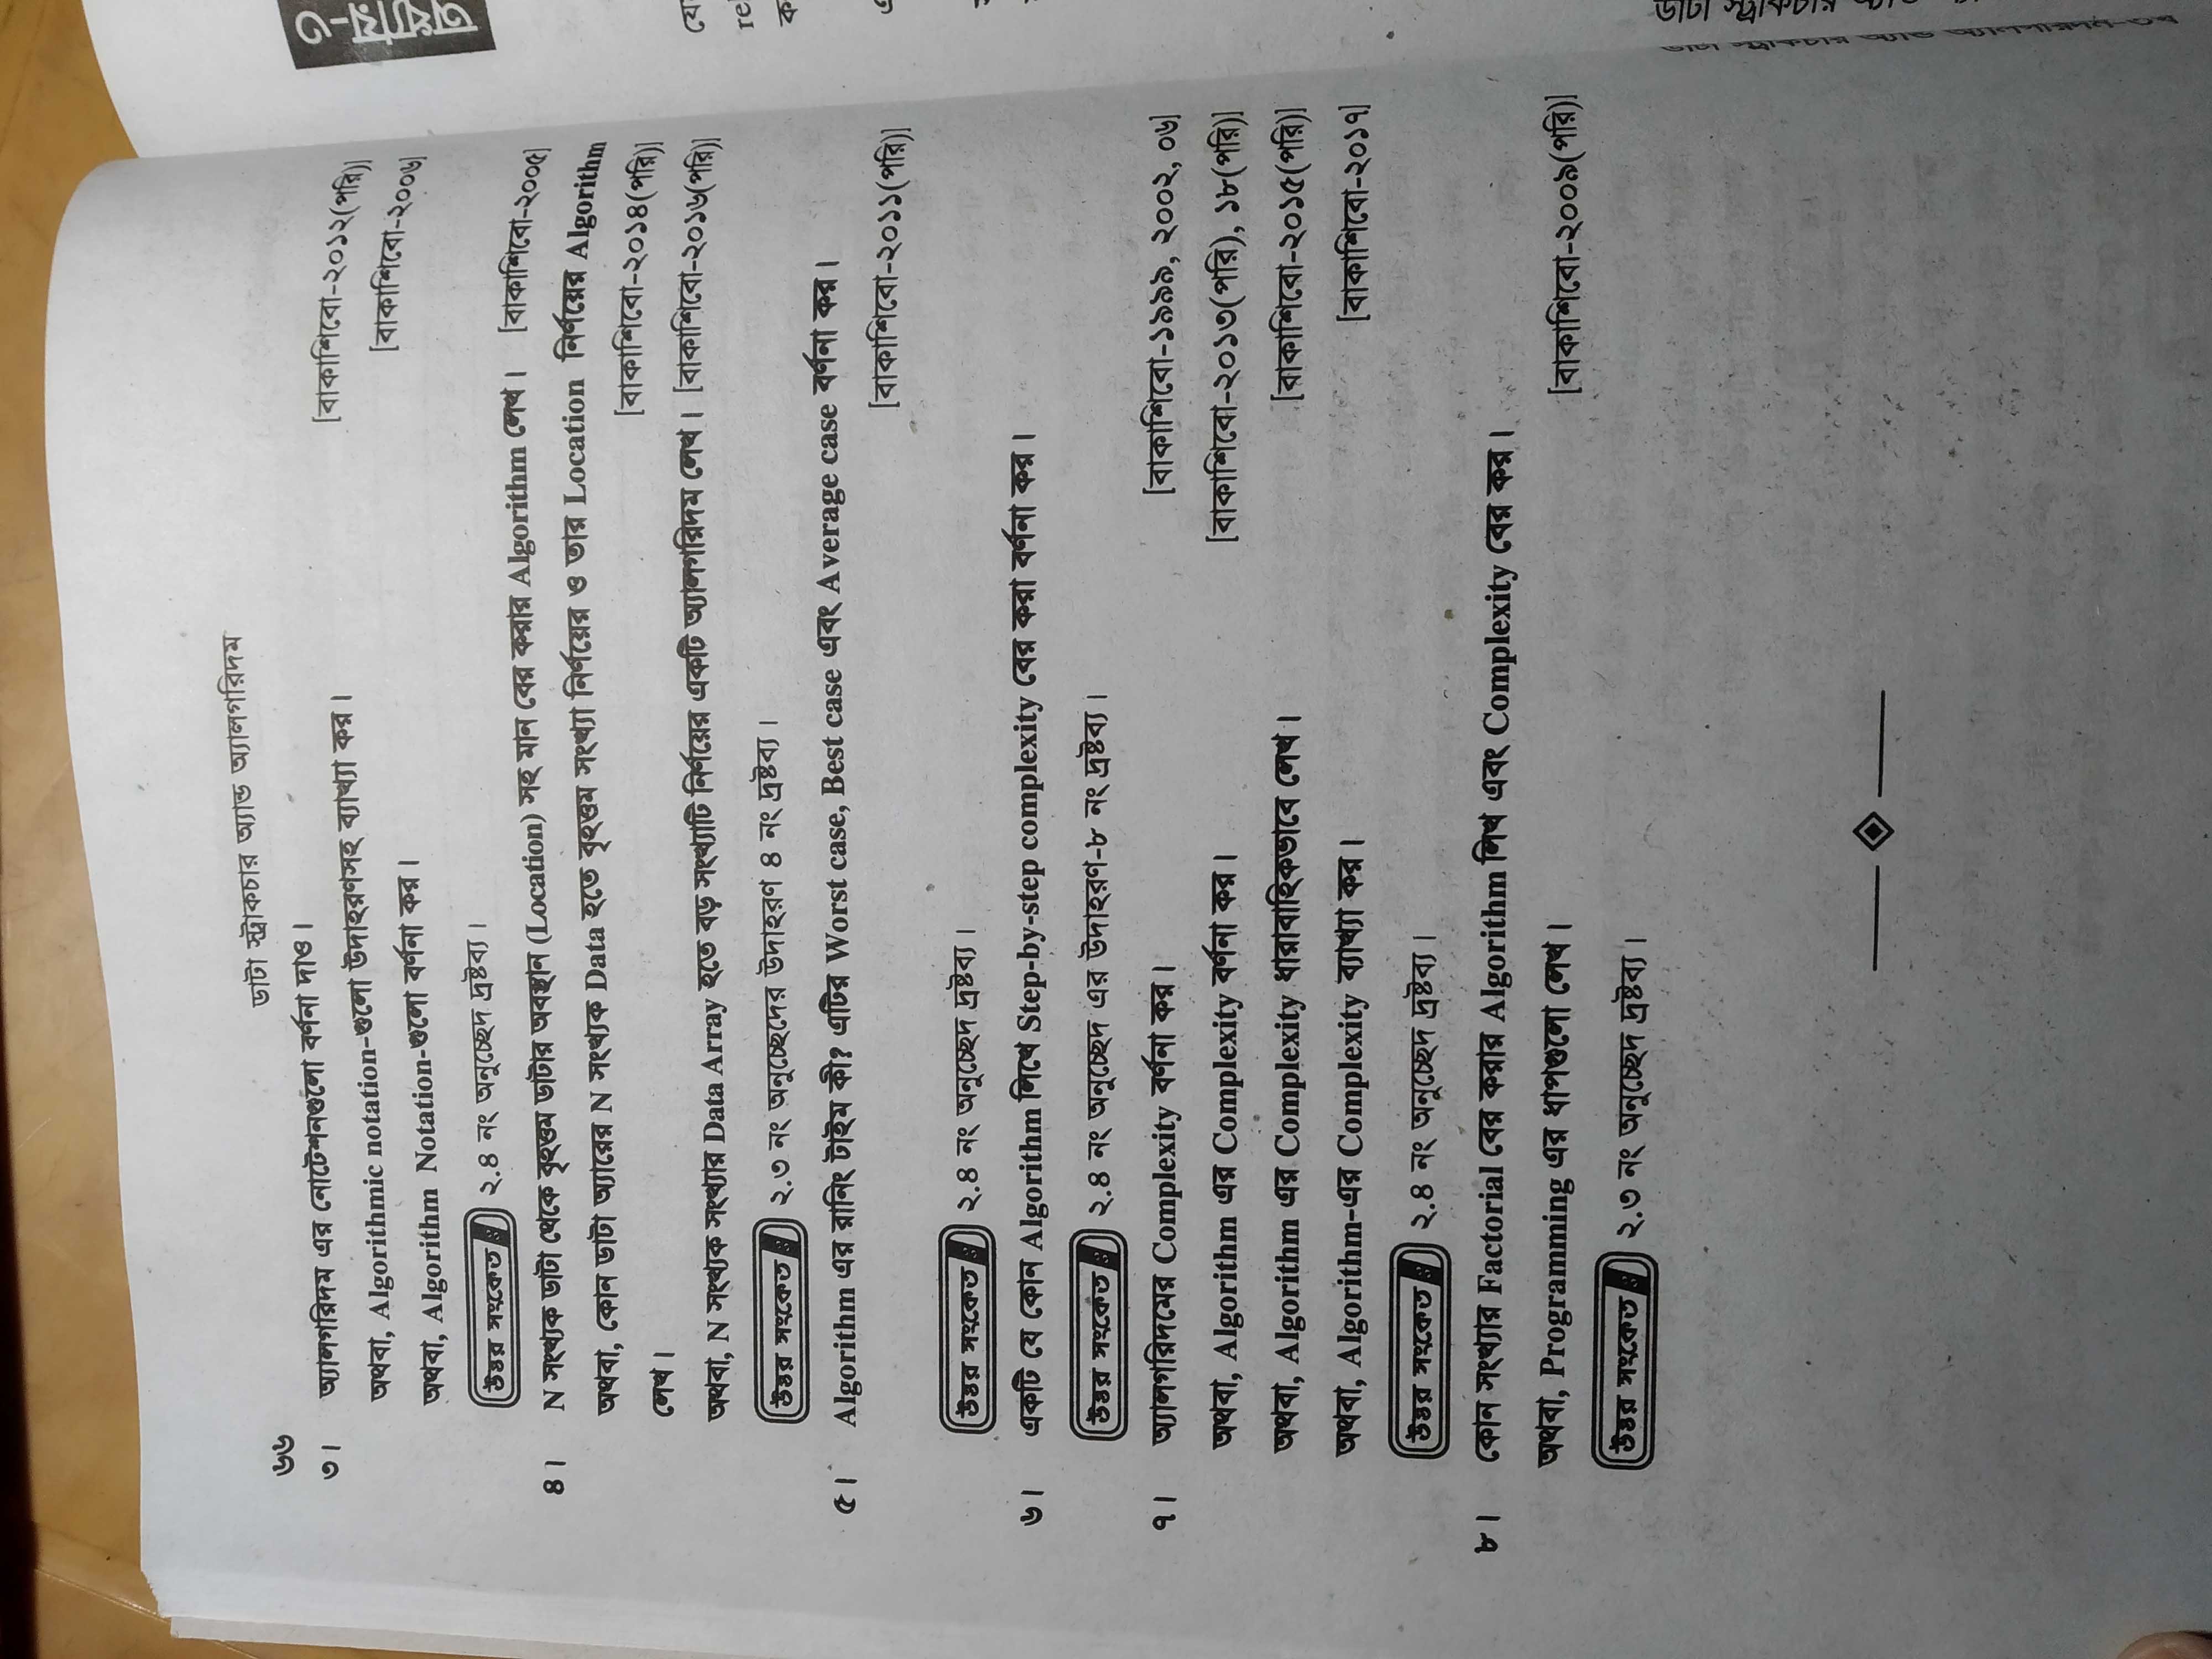 ৬৬
ডাটা স্ট্রাকচার অ্যান্ড অ্যালগরিদম
৩। অ্যালগরিদম এর নোটেশনগুলো বর্ণনা দাও।
অথবা, Algorithmic notation-গুলো উদাহরণসহ ব্যাখ্যা কর। [বাকাশিবো-২০১২(পরি)]
অথবা, Algorithm Notation-গুলো বর্ণনা কর। [বাকাশিবো-২০০৬]
উত্তর সংকেত ঃ ২.৪ নং অনুচ্ছেদ দ্রষ্টব্য।
৪। N সংখ্যক ডাটা থেকে বৃহত্তম ডাটার অবস্থান (Location) সহ মান বের করার Algorithm লেখ। [বাকাশিবো-২০০৫]
অথবা, কোন ডাটা অ্যারের N সংখ্যক Data হতে বৃহত্তম সংখ্যা নির্ণয়ের ও তার Location নির্ণয়ের Algorithm
লেখ। [বাকাশিবো-২০১৪(পরি)]
অথবা, N সংখ্যক সংখ্যার Data Array হতে বড় সংখ্যাটি নির্ণয়ের একটি অ্যালগরিদম লেখ। [বাকাশিবো-২০১৬(পরি)]
উত্তর সংকেত ঃ ২.৩ নং অনুচ্ছেদের উদাহরণ ৪ নং দ্রষ্টব্য।
৫। Algorithm এর রানিং টাইম কী? এটির Worst case, Best case এবং Average case বর্ণনা কর।
[বাকাশিবো-২০১১(পরি)]
উত্তর সংকেত ঃ ২.৪ নং অনুচ্ছেদ দ্রষ্টব্য।
৬। একটি যে কোন Algorithm লিখে Step-by-step complexity বের করা বর্ণনা কর।
উত্তর সংকেত ঃ ২.৪ নং অনুচ্ছেদ এর উদাহরণ-৮ নং দ্রষ্টব্য।
৭। অ্যালগরিদমের Complexity বর্ণনা কর। [বাকাশিবো-১৯৯৯, ২০০২, ০৬]
অথবা, Algorithm এর Complexity বর্ণনা কর। [বাকাশিবো-২০১৩(পরি), ১৮(পরি)]
অথবা, Algorithm এর Complexity ধারাবাহিকভাবে লেখ। [বাকাশিবো-২০১৫(পরি)]
অথবা, Algorithm-এর Complexity ব্যাখ্যা কর। [বাকাশিবো-২০১৭]
উত্তর সংকেত ঃ ২.৪ নং অনুচ্ছেদ দ্রষ্টব্য।
৮। কোন সংখ্যার Factorial বের করার Algorithm লিখ এবং Complexity বের কর।
অথবা, Programming এর ধাপগুলো লেখ। [বাকাশিবো-২০০৯(পরি)]
উত্তর সংকেত ঃ ২.৩ নং অনুচ্ছেদ দ্রষ্টব্য।